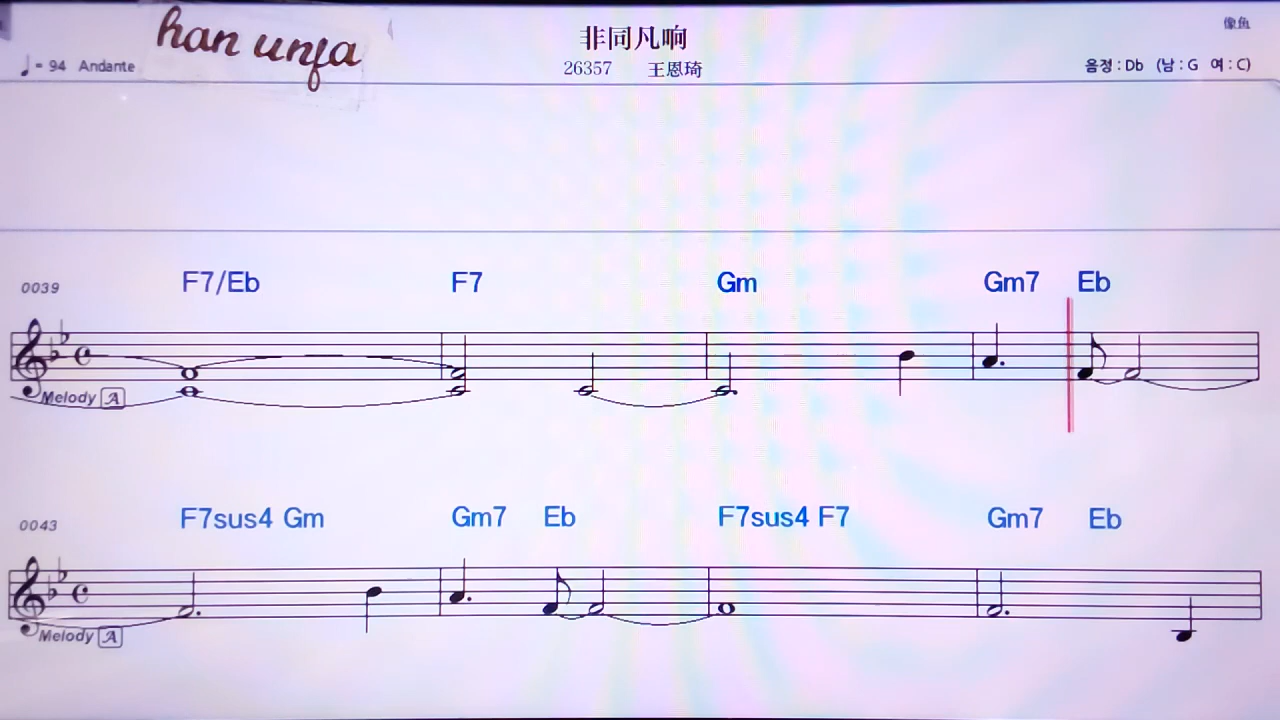 han unfa
非同凡响
像鱼
♩= 94 Andante
26357 王恩琦
음정 : Db (남 : G 여 : C)
0039 F7/Eb F7 Gm Gm7 Eb
Melody A
0043 F7sus4 Gm Gm7 Eb F7sus4 F7 Gm7 Eb
Melody A